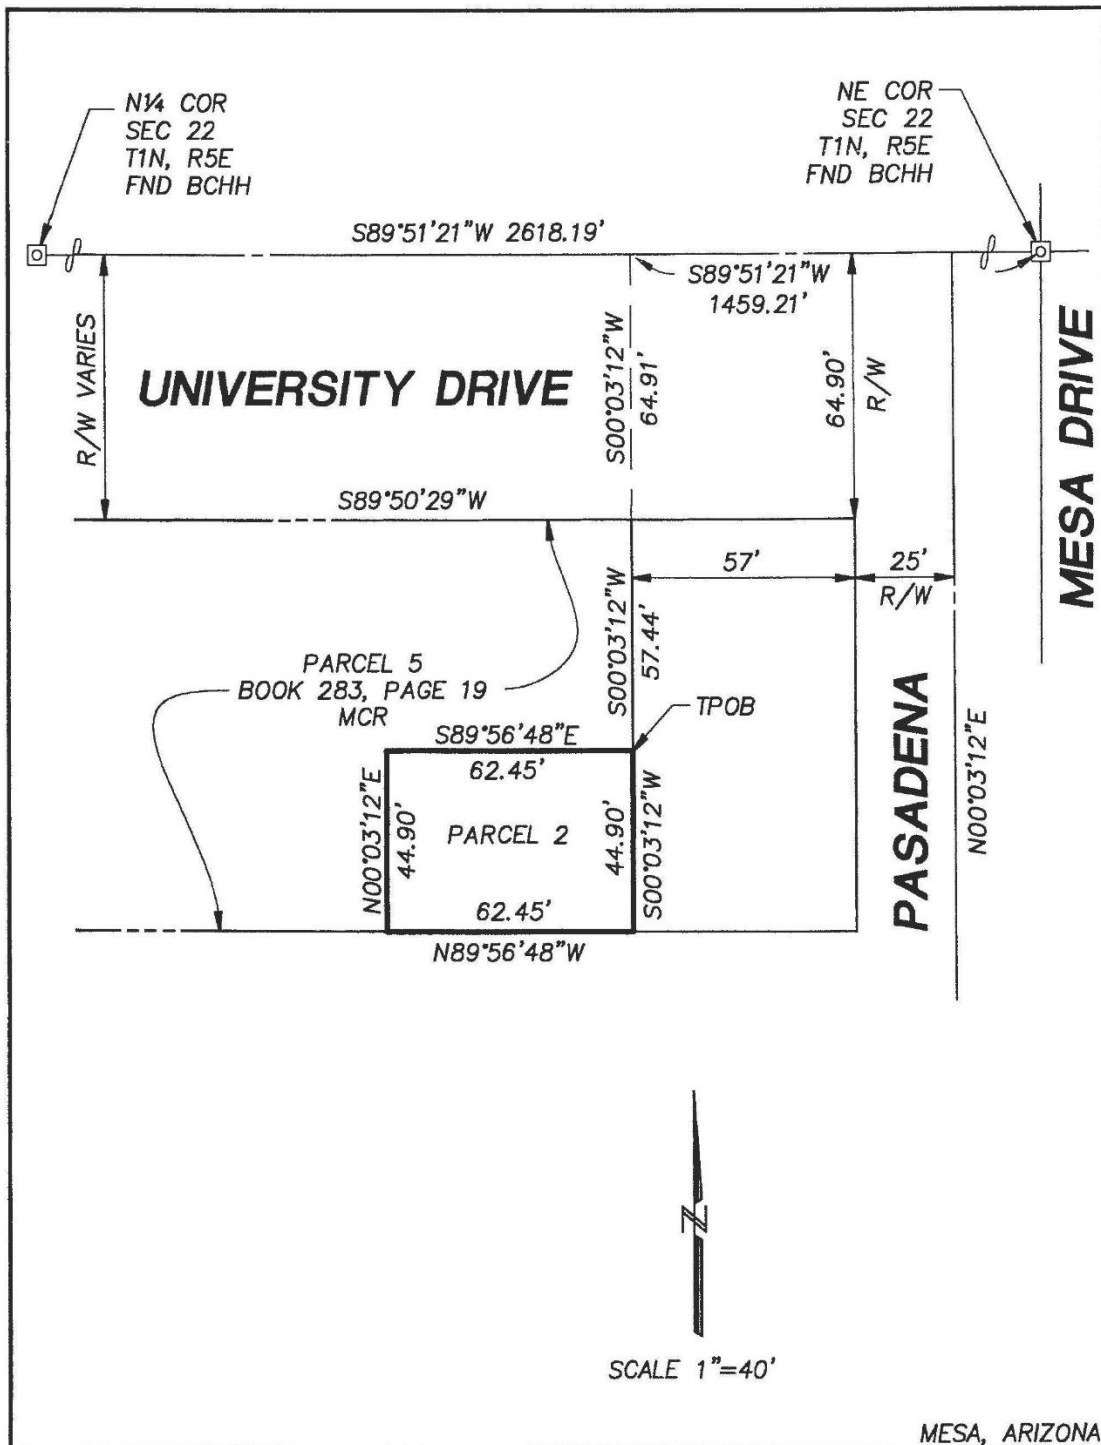 N¼ COR
SEC 22
T1N, R5E
FND BCHH
NE COR
SEC 22
T1N, R5E
FND BCHH
S89°51'21"W 2618.19'
S89°51'21"W
1459.21'
R/W VARIES
UNIVERSITY DRIVE
S00°03'12"W
64.91'
64.90'
R/W
MESA DRIVE
S89°50'29"W
57'
25'
R/W
S00°03'12"W
57.44'
PARCEL 5
BOOK 283, PAGE 19
MCR
TPOB
S89°56'48"E
62.45'
N00°03'12"E
44.90'
PARCEL 2
44.90'
S00°03'12"W
62.45'
N89°56'48"W
PASADENA
N00°03'12"E
N
SCALE 1"=40'
MESA, ARIZONA